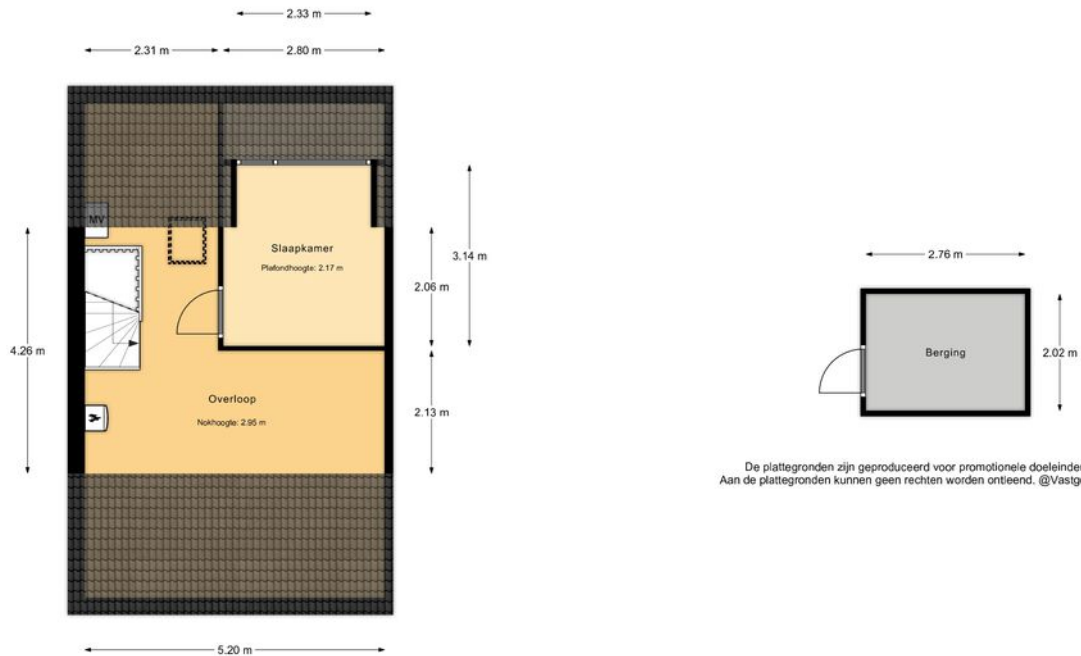 2.33 m
2.31 m
2.80 m
MV
Slaapkamer
Plafondhoogte: 2.17 m
3.14 m
2.06 m
4.26 m
Overloop
Nokhoogte: 2.95 m
2.13 m
5.20 m
2.76 m
Berging
2.02 m
De plattegronden zijn geproduceerd voor promotionele doeleinden
Aan de plattegronden kunnen geen rechten worden ontleend. @Vastg